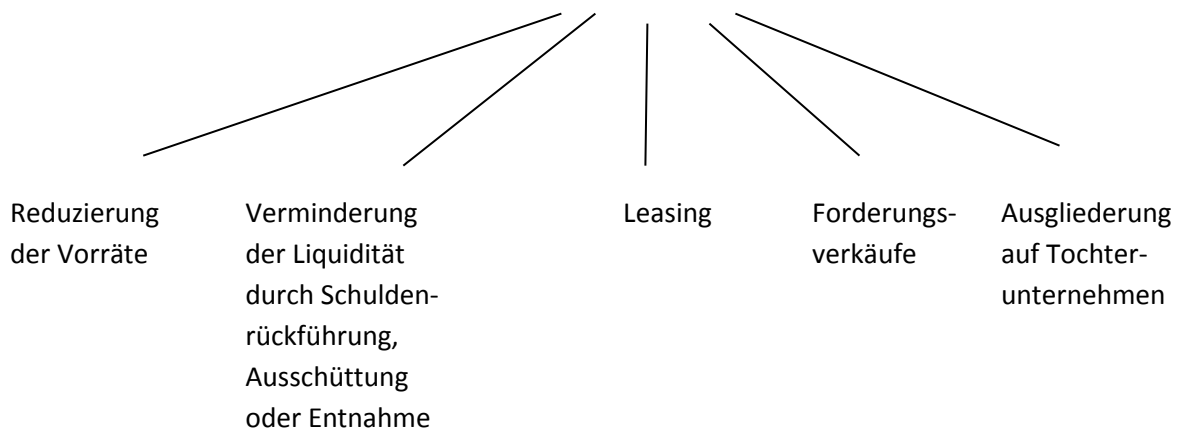 Reduzierung
der Vorräte
Verminderung
der Liquidität
durch Schulden-
rückführung,
Ausschüttung
oder Entnahme
Leasing
Forderungs-
verkäufe
Ausgliederung
auf Tochter-
unternehmen